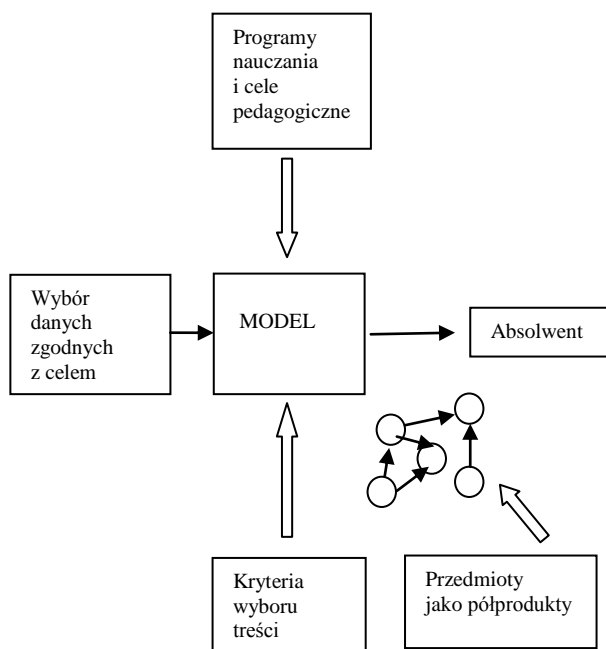 Programy
nauczania
i cele
pedagogiczne
Wybór
danych
zgodnych
z celem
MODEL
Absolwent
Kryteria
wyboru
treści
Przedmioty
jako półprodukty